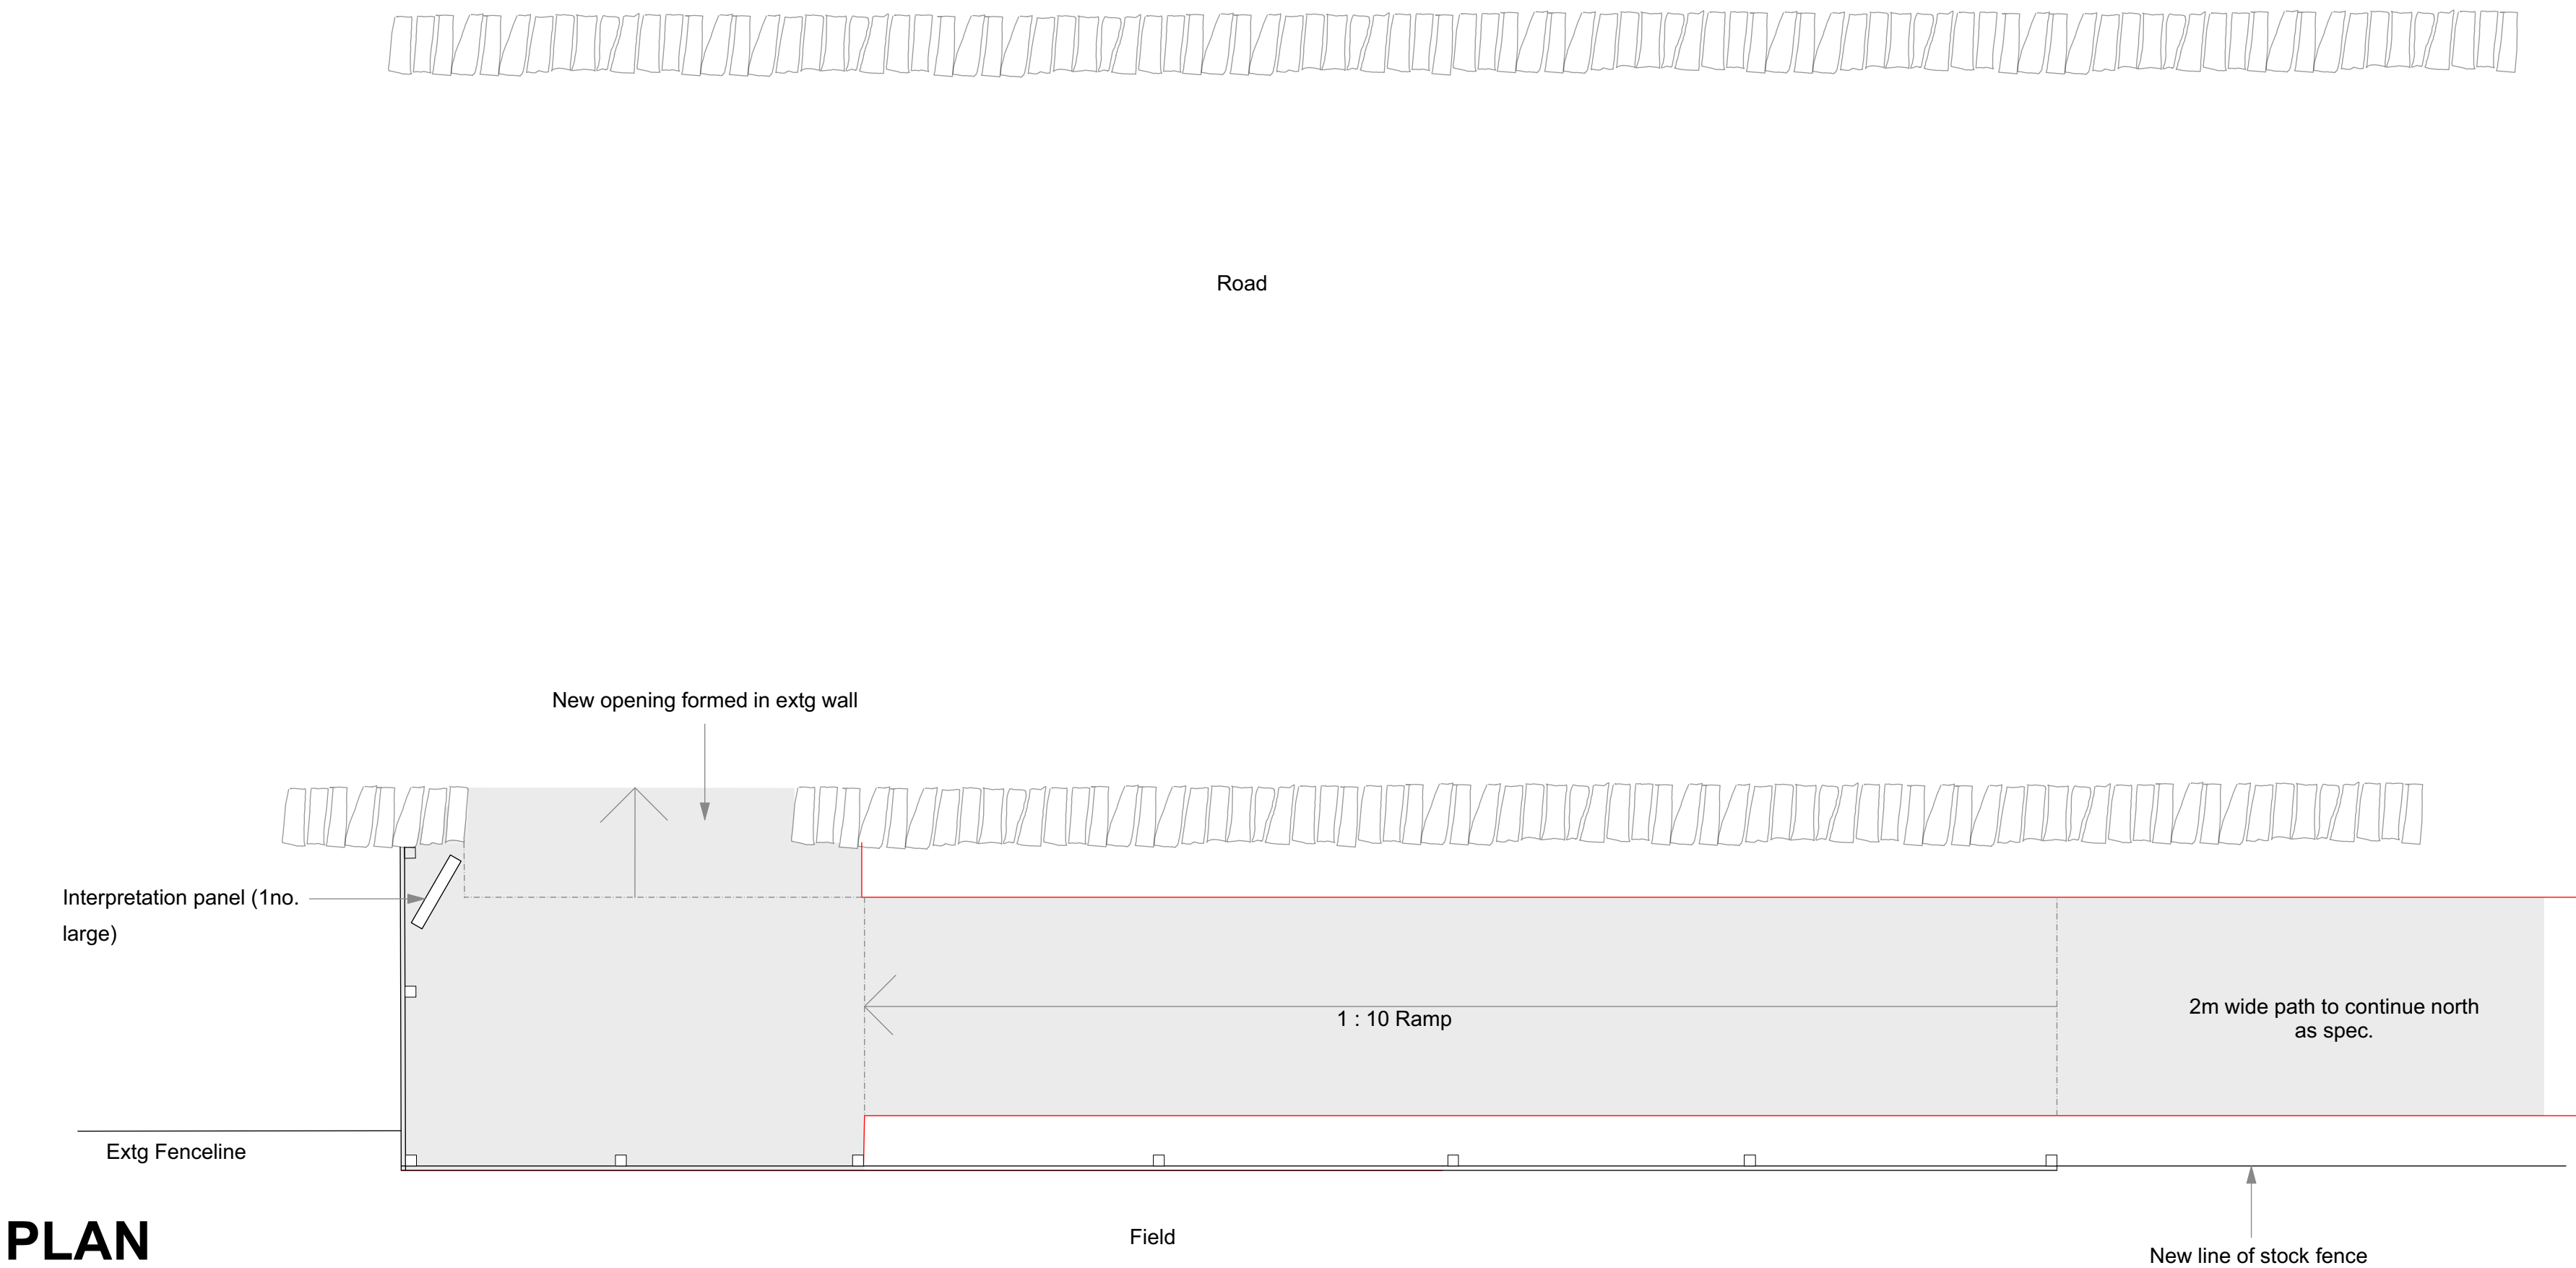 Road
New opening formed in extg wall
Interpretation panel (1no.
large)
1 : 10 Ramp
2m wide path to continue north
as spec.
Extg Fenceline
PLAN
Field
New line of stock fence